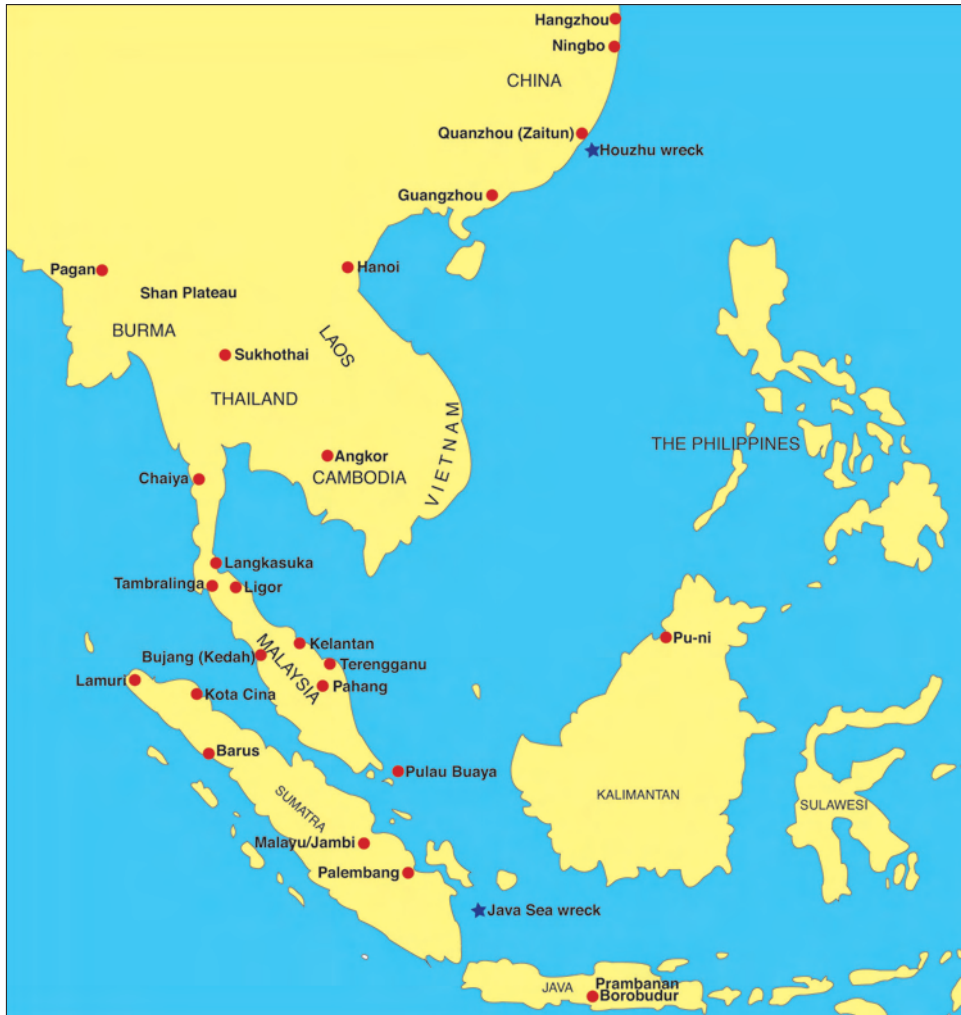 Hangzhou
Ningbo
CHINA
Quanzhou (Zaitun)
Houzhu wreck
Guangzhou
Pagan
Hanoi
Shan Plateau
BURMA
LAOS
Sukhothai
THAILAND
VIETNAM
THE PHILIPPINES
Angkor
CAMBODIA
Chaiya
Langkasuka
Tambralinga
Ligor
Pu-ni
Kelantan
Bujang (Kedah)
MALAYSIA
Terengganu
Lamuri
Kota Cina
Pahang
Barus
Pulau Buaya
SUMATRA
KALIMANTAN
SULAWESI
Malayu/Jambi
Palembang
Java Sea wreck
Prambanan
JAVA
Borobudur